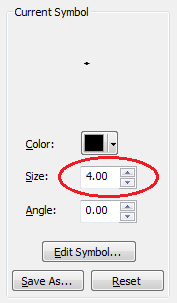 Current Symbol
Color:
Size: 4.00
Angle: 0.00
Edit Symbol...
Save As... Reset